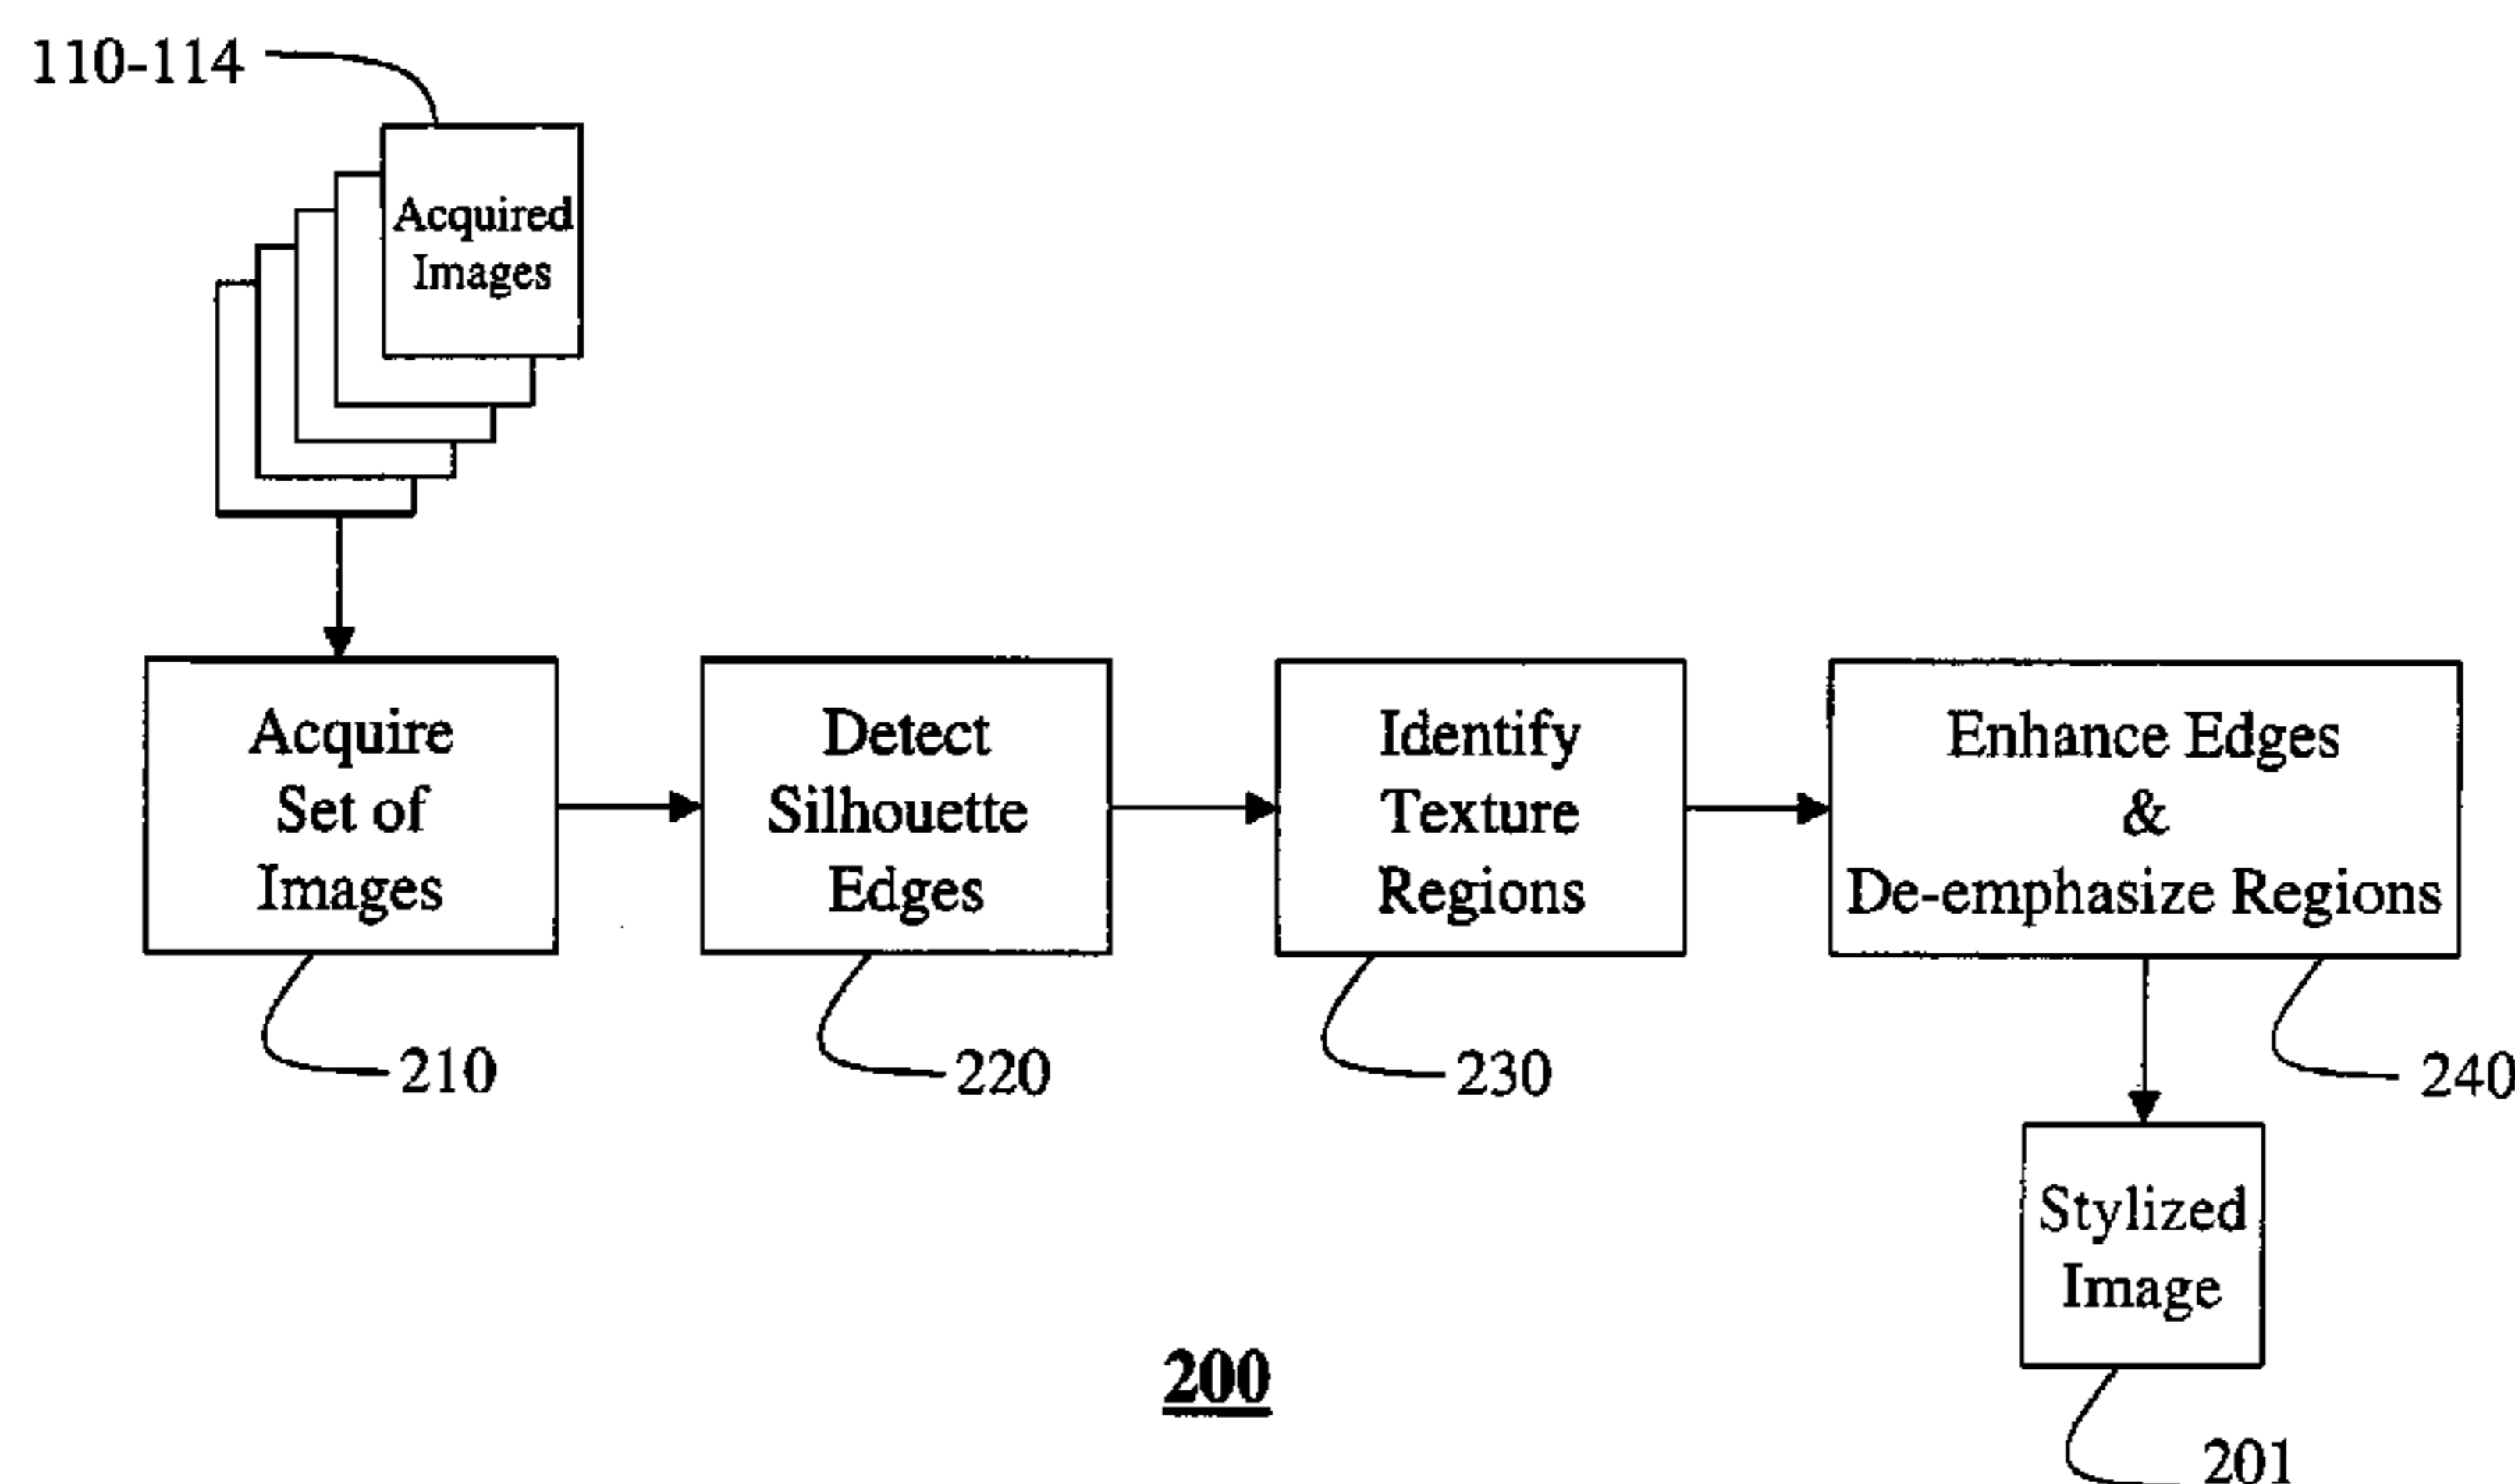 110-114
Acquired
Images
Acquire
Set of
Images
Detect
Silhouette
Edges
Identify
Texture
Regions
Enhance Edges
&
De-emphasize Regions
210
220
230
240
Stylized
Image
200
201